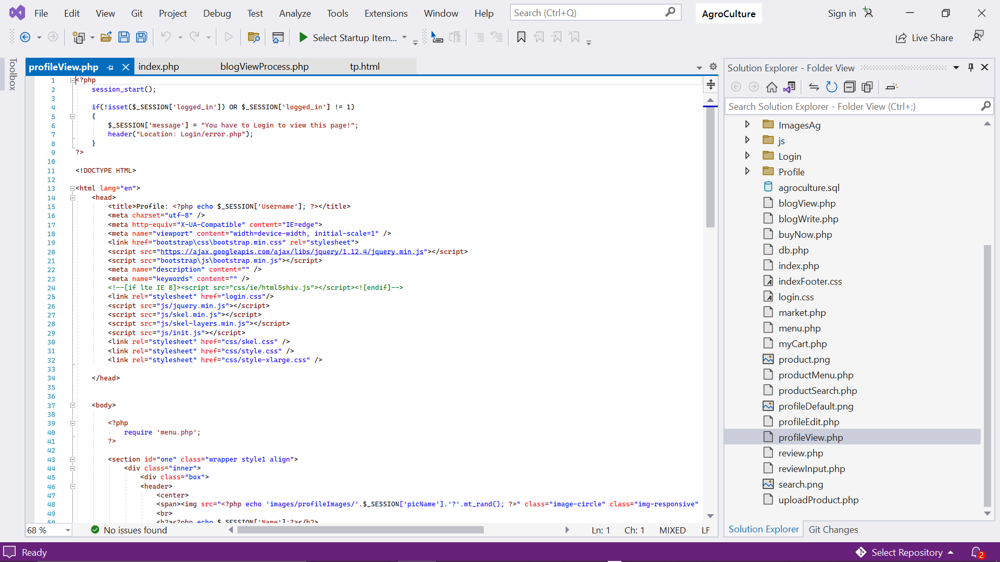 File Edit View Git Project Debug Test Analyze Tools Extensions Window Help Search (Ctrl+Q) AgroCulture Sign in
Select Startup Item... Live Share
Toolbox
profileView.php index.php blogViewProcess.php tp.html
1 <?php
2 session_start();
3
4 if(!isset($_SESSION['logged_in']) OR $_SESSION['logged_in'] != 1)
5 {
6 $_SESSION['message'] = "You have to Login to view this page!";
7 header("Location: Login/error.php");
8 }
9 ?>
10
11 <!DOCTYPE HTML>
12
13 <html lang="en">
14 <head>
15 <title>Profile: <?php echo $_SESSION['Username']; ?></title>
16 <meta charset="utf-8" />
17 <meta http-equiv="X-UA-Compatible" content="IE=edge">
18 <meta name="viewport" content="width=device-width, initial-scale=1" />
19 <link href="bootstrap\css\bootstrap.min.css" rel="stylesheet">
20 <script src="https://ajax.googleapis.com/ajax/libs/jquery/1.12.4/jquery.min.js"></script>
21 <script src="bootstrap\js\bootstrap.min.js"></script>
22 <meta name="description" content="" />
23 <meta name="keywords" content="" />
24 <!--[if lte IE 8]><script src="css/ie/html5shiv.js"></script><![endif]-->
25 <link rel="stylesheet" href="login.css"/>
26 <script src="js/jquery.min.js"></script>
27 <script src="js/skel.min.js"></script>
28 <script src="js/skel-layers.min.js"></script>
29 <script src="js/init.js"></script>
30 <link rel="stylesheet" href="css/skel.css" />
31 <link rel="stylesheet" href="css/style.css" />
32 <link rel="stylesheet" href="css/style-xlarge.css" />
33
34 </head>
35
36
37 <body>
38
39 <?php
40 require 'menu.php';
41 ?>
42
43 <section id="one" class="wrapper style1 align">
44 <div class="inner">
45 <div class="box">
46 <header>
47 <center>
48 <span><img src="<?php echo 'images/profileImages/'.$_SESSION['picName'].'?'.mt_rand(); ?>" class="image-circle" class="img-responsive"
49 <br>
50 <h2><?php echo $_SESSION['Name'];?></h2>
68 % No issues found Ln: 1 Ch: 1 MIXED LF
Solution Explorer - Folder View
Search Solution Explorer - Folder View (Ctrl+;)
ImagesAg
js
Login
Profile
agroculture.sql
blogView.php
blogWrite.php
buyNow.php
db.php
index.php
indexFooter.css
login.css
market.php
menu.php
myCart.php
product.png
productMenu.php
productSearch.php
profileDefault.png
profileEdit.php
profileView.php
review.php
reviewInput.php
search.png
uploadProduct.php
Solution Explorer Git Changes
Ready Select Repository 2